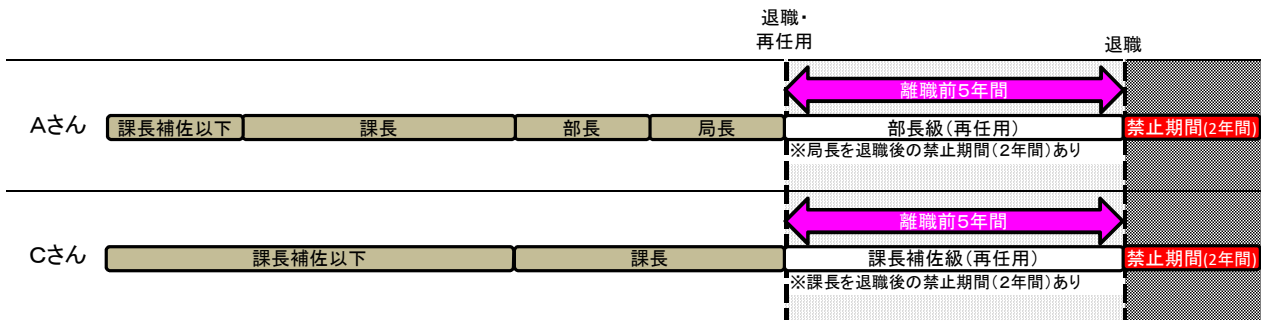 退職・
再任用
退職
離職前5年間
Aさん
課長補佐以下
課長
部長
局長
部長級(再任用)
禁止期間(2年間)
※局長を退職後の禁止期間(2年間)あり
離職前5年間
Cさん
課長補佐以下
課長
課長補佐級(再任用)
禁止期間(2年間)
※課長を退職後の禁止期間(2年間)あり